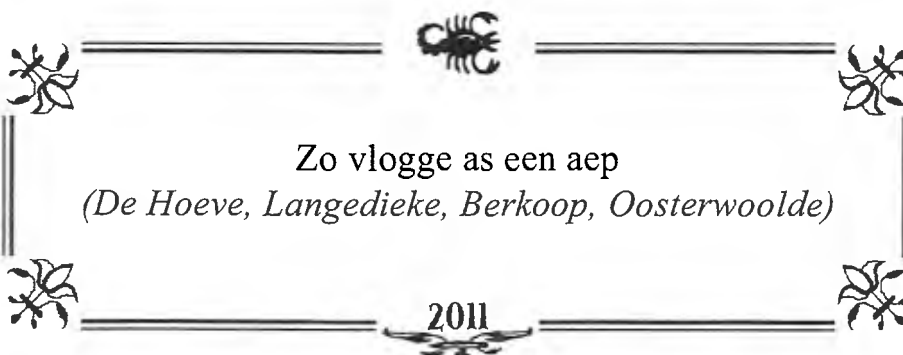 Zo vlogge as een aep
(De Hoeve, Langedieke, Berkoop, Oosterwoolde)
2011